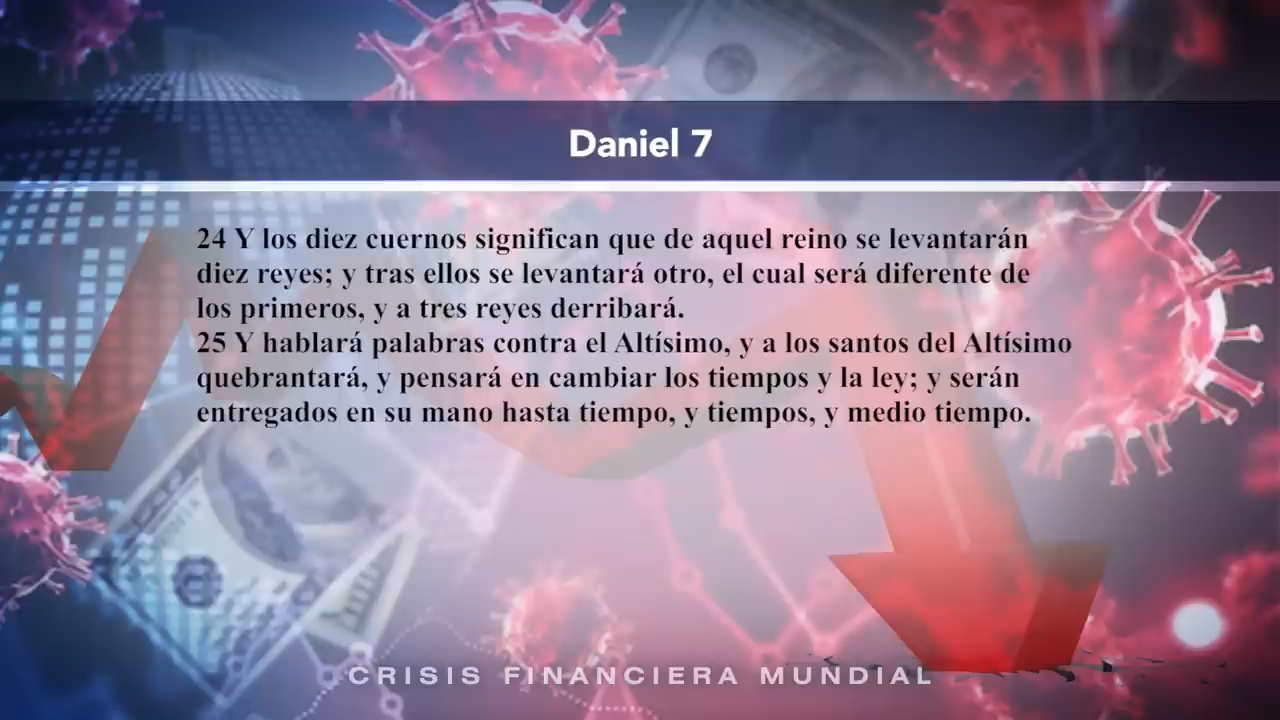 Daniel 7
24 Y los diez cuernos significan que de aquel reino se levantarán
diez reyes; y tras ellos se levantará otro, el cual será diferente de
los primeros, y a tres reyes derribará.
25 Y hablará palabras contra el Altísimo, y a los santos del Altísimo
quebrantará, y pensará en cambiar los tiempos y la ley; y serán
entregados en su mano hasta tiempo, y tiempos, y medio tiempo.
CRISIS FINANCIERA MUNDIAL